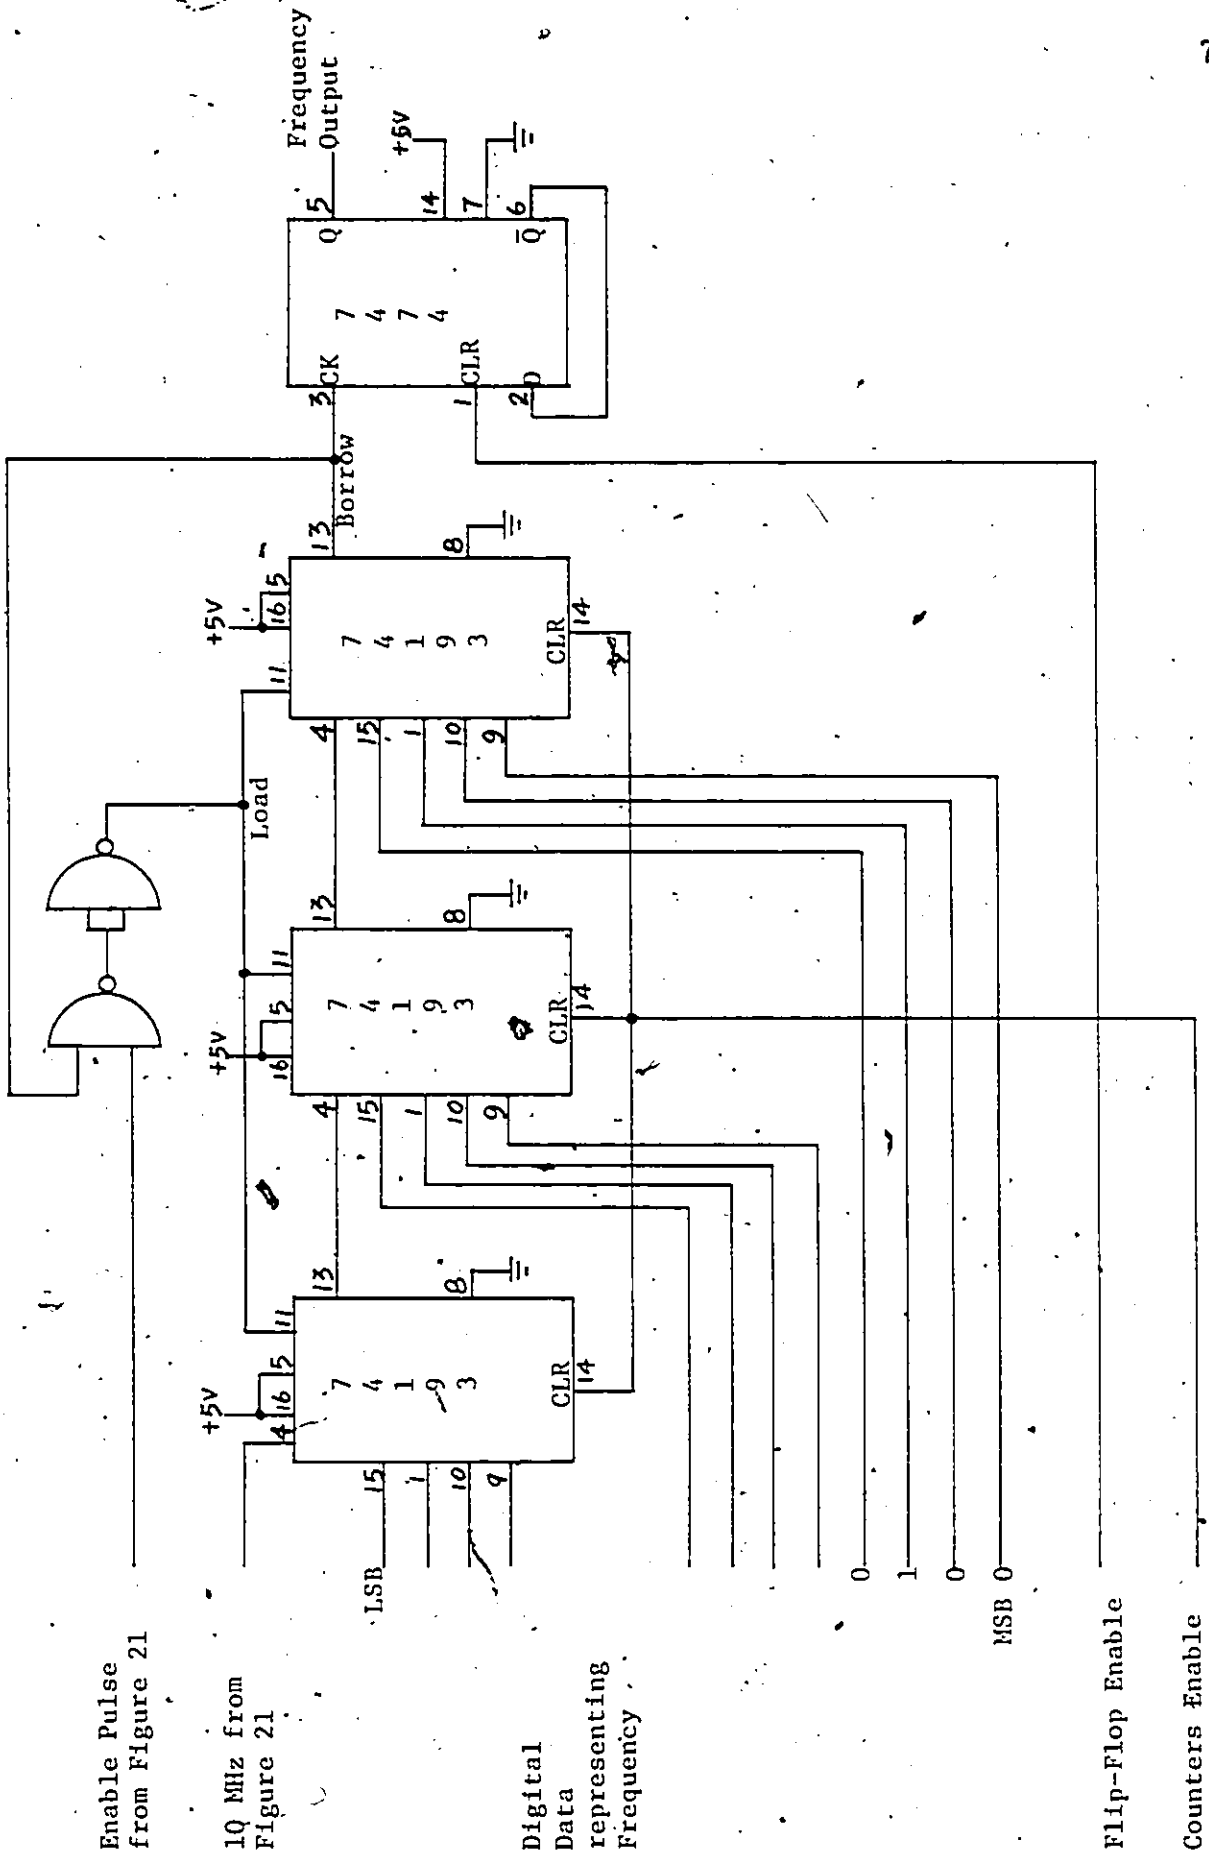 Enable Pulse
from Figure 21
10 MHz from
Figure 21
Digital
Data
representing
Frequency
Flip-Flop Enable
Counters Enable
LSB
0
1
0
MSB 0
+5V
4 16 5 11
15
1
10
9
7
4
1
9
3
13
8
CLR
14
+5V
16 5 11
4
15
1
10
9
7
4
1
9
3
13
8
CLR
14
Load
+5V
11 16 5
4
15
1
10
9
7
4
1
9
3
13
Borrow
8
CLR
14
3 CK
1 CLR
2 D
7
4
7
4
Q 5
14
7
Q̅ 6
+5V
Frequency
Output